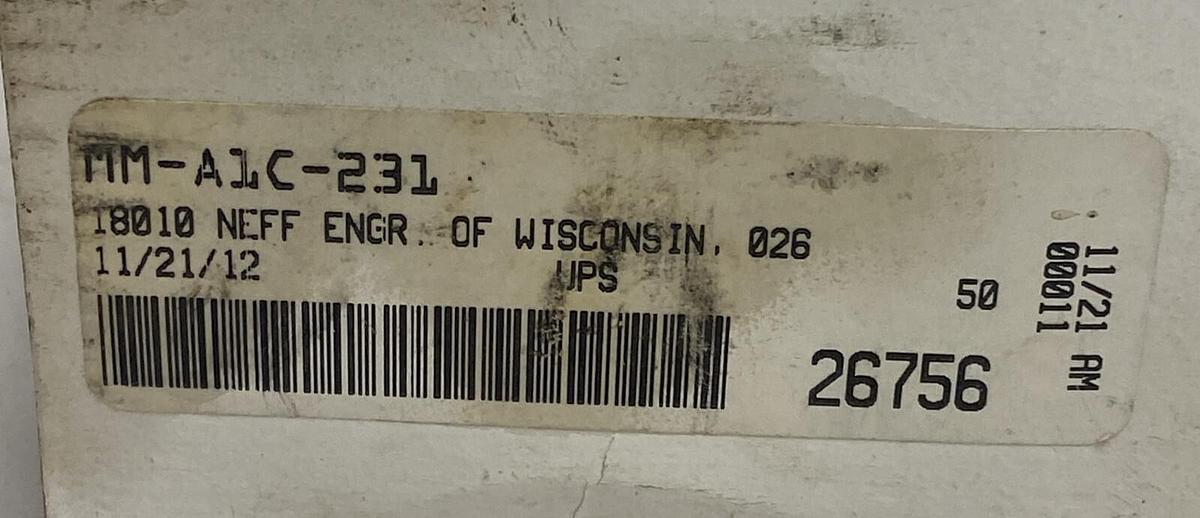 MM-A1C-231
18010 NEFF ENGR. OF WISCONSIN, 026
11/21/12 UPS
50
26756
11/21 AM
00011